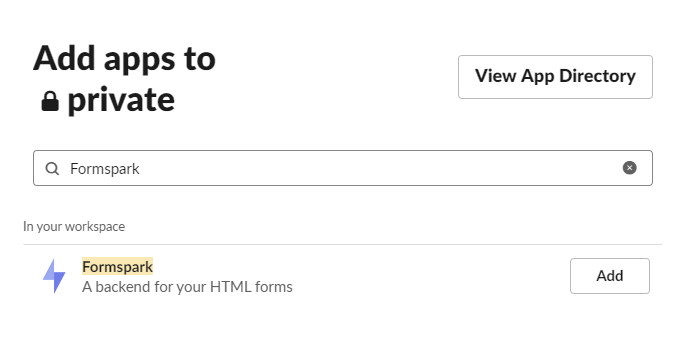 Add apps to
private
View App Directory
Formspark
In your workspace
Formspark
A backend for your HTML forms
Add